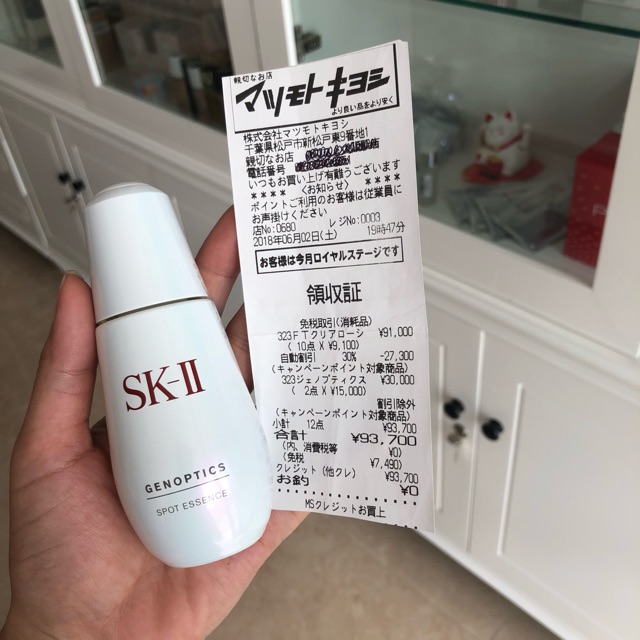 親切なお店
マツモトキヨシ
より良い品をより安く
株式会社マツモトキヨシ
千葉県松戸市新松戸東9番地1
親切なお店
電話番号
いつもお買い上げ有難うございます
**** <お知らせ> ****
ポイントご利用のお客様は従業員に
お声掛けください
店No:0680 レジNo:0003
2018年06月02日(土) 19時47分
お客様は今月ロイヤルステージです
領収証
免税取引(消耗品)
323FTクリアローシ ¥91,000
( 10点 X ¥9,100)
自動割引 30% -27,300
(キャンペーンポイント対象商品)
323ジェノプティクス ¥30,000
( 2点 X ¥15,000)
割引除外
(キャンペーンポイント対象商品)
小計 12点 ¥93,700
合計 ¥93,700
(内、消費税等 ¥0)
(免税 ¥7,490)
クレジット(他クレ) ¥93,700
お釣 ¥0
MSクレジットお買上
SK-II
GENOPTICS
SPOT ESSENCE